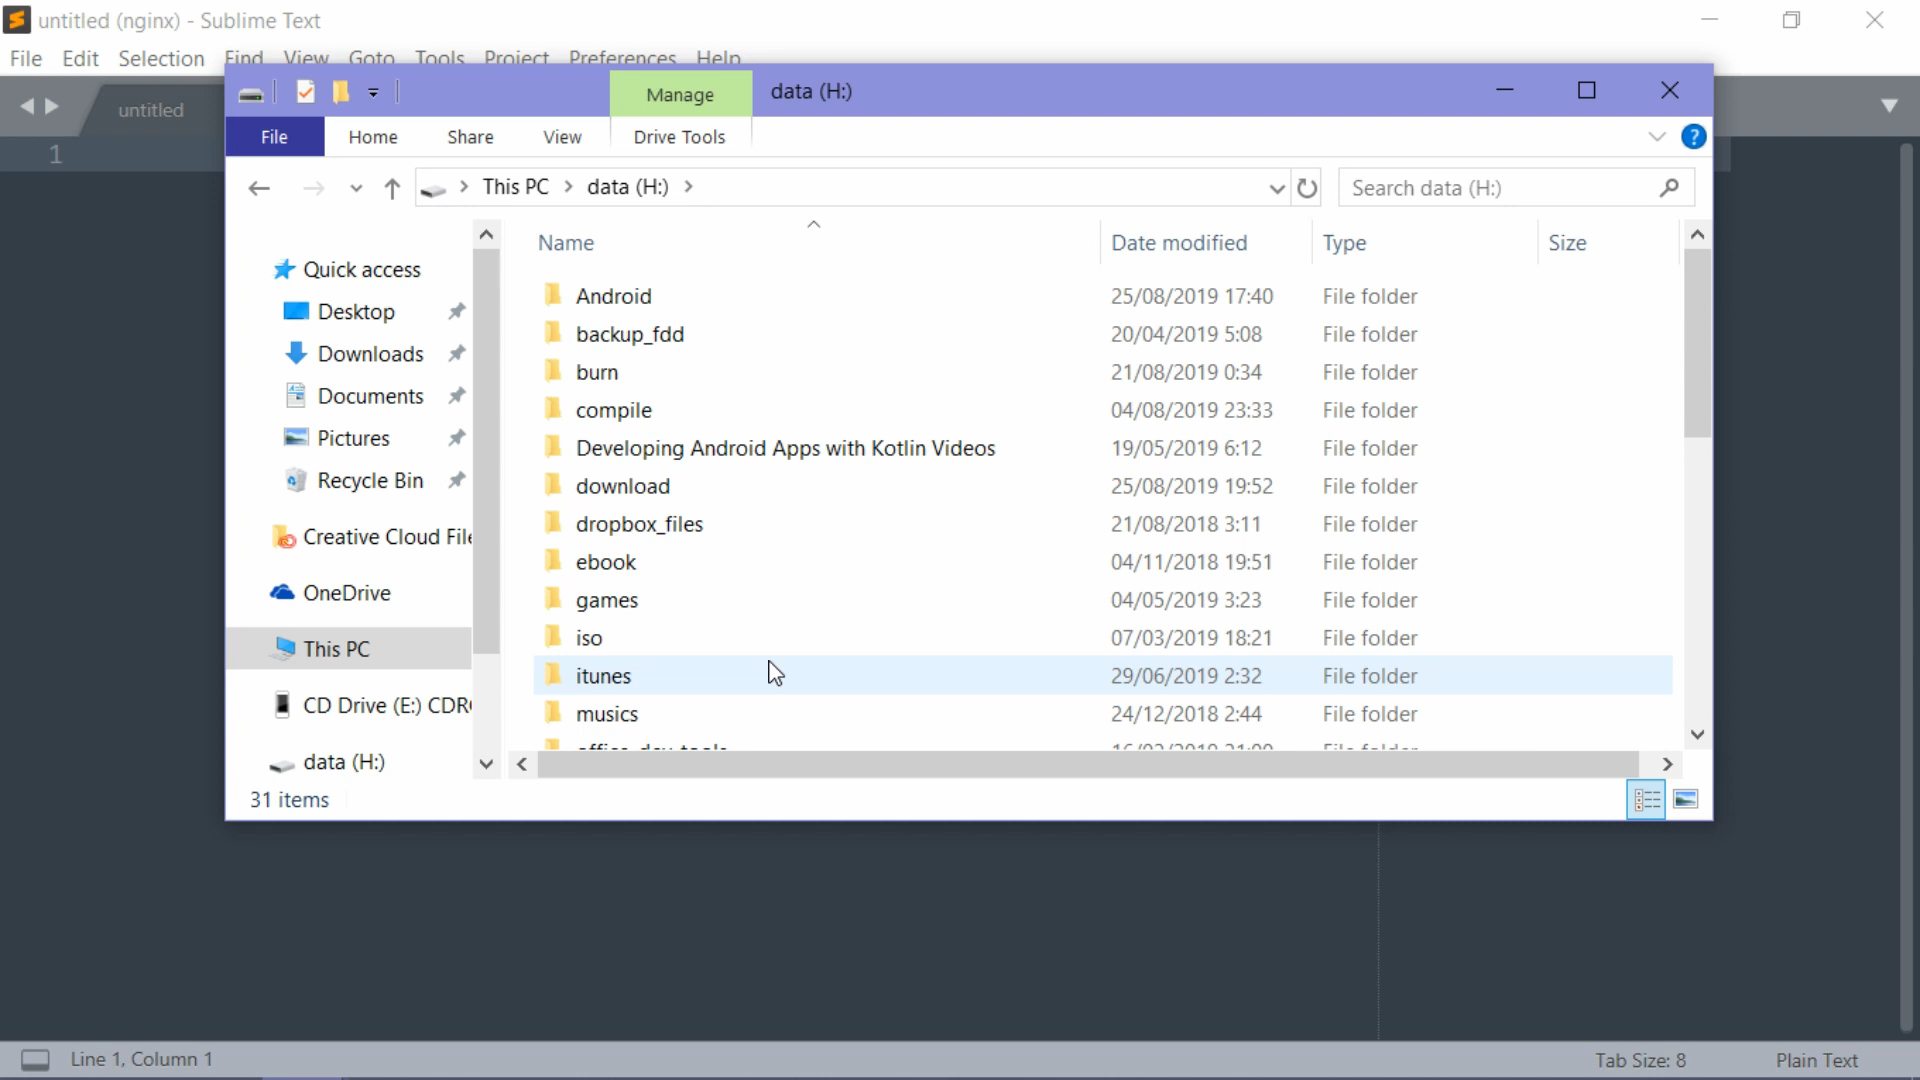 untitled (nginx) - Sublime Text
File Edit Selection Find View Goto Tools Project Preferences Help
untitled
1
Manage data (H:)
File Home Share View Drive Tools
This PC data (H:) Search data (H:)
Name Date modified Type Size
Quick access
Desktop
Downloads
Documents
Pictures
Recycle Bin
Creative Cloud
OneDrive
This PC
CD Drive (E:)
data (H:)
Android 25/08/2019 17:40 File folder
backup_fdd 20/04/2019 5:08 File folder
burn 21/08/2019 0:34 File folder
compile 04/08/2019 23:33 File folder
Developing Android Apps with Kotlin Videos 19/05/2019 6:12 File folder
download 25/08/2019 19:52 File folder
dropbox_files 21/08/2018 3:11 File folder
ebook 04/11/2018 19:51 File folder
games 04/05/2019 3:23 File folder
iso 07/03/2019 18:21 File folder
itunes 29/06/2019 2:32 File folder
musics 24/12/2018 2:44 File folder
31 items
Line 1, Column 1 Tab Size: 8 Plain Text